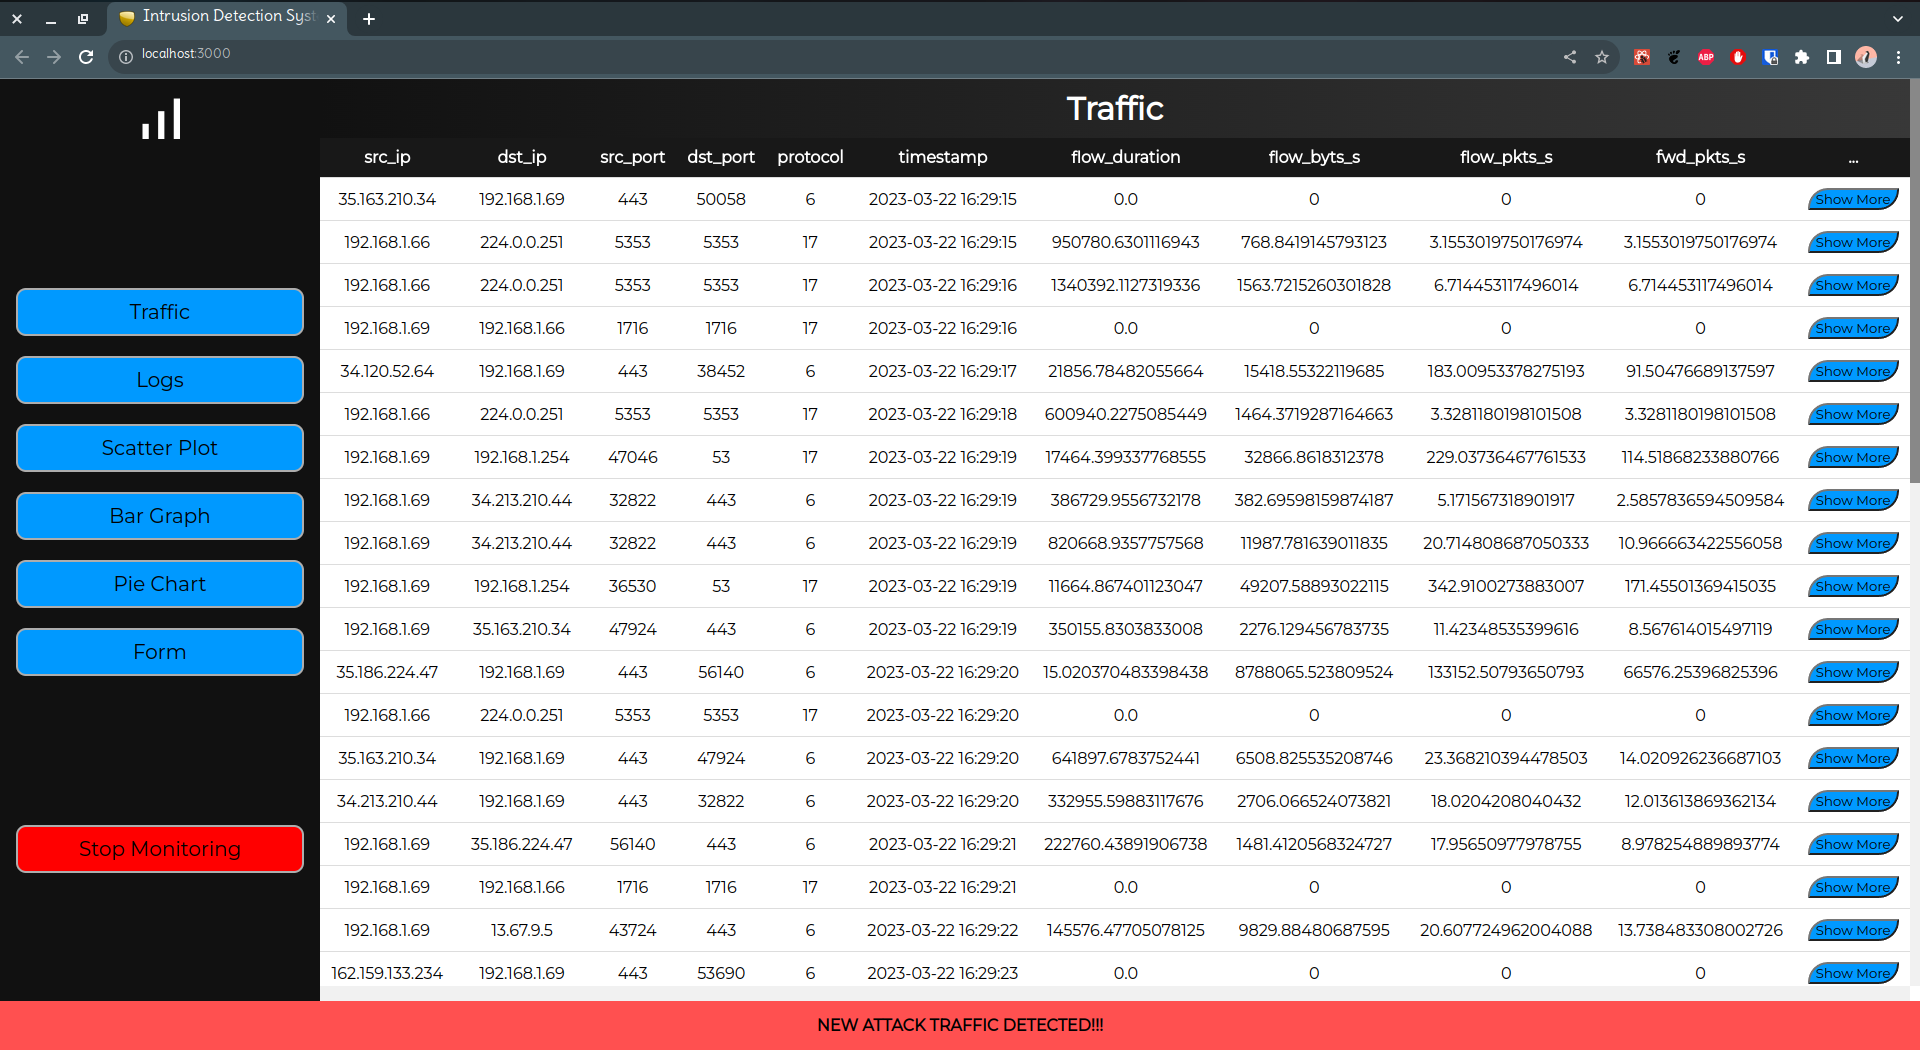 Intrusion Detection Syst
localhost:3000
ABP
Traffic
src_ip dst_ip src_port dst_port protocol timestamp flow_duration flow_byts_s flow_pkts_s fwd_pkts_s ...
35.163.210.34 192.168.1.69 443 50058 6 2023-03-22 16:29:15 0.0 0 0 0 Show More
192.168.1.66 224.0.0.251 5353 5353 17 2023-03-22 16:29:15 950780.6301116943 768.8419145793123 3.1553019750176974 3.1553019750176974 Show More
192.168.1.66 224.0.0.251 5353 5353 17 2023-03-22 16:29:16 1340392.1127319336 1563.7215260301828 6.714453117496014 6.714453117496014 Show More
192.168.1.69 192.168.1.66 1716 1716 17 2023-03-22 16:29:16 0.0 0 0 0 Show More
34.120.52.64 192.168.1.69 443 38452 6 2023-03-22 16:29:17 21856.78482055664 15418.55322119685 183.00953378275193 91.50476689137597 Show More
192.168.1.66 224.0.0.251 5353 5353 17 2023-03-22 16:29:18 600940.2275085449 1464.3719287164663 3.3281180198101508 3.3281180198101508 Show More
192.168.1.69 192.168.1.254 47046 53 17 2023-03-22 16:29:19 17464.399337768555 32866.8618312378 229.03736467761533 114.51868233880766 Show More
192.168.1.69 34.213.210.44 32822 443 6 2023-03-22 16:29:19 386729.9556732178 382.69598159874187 5.171567318901917 2.5857836594509584 Show More
192.168.1.69 34.213.210.44 32822 443 6 2023-03-22 16:29:19 820668.9357757568 11987.781639011835 20.714808687050333 10.966663422556058 Show More
192.168.1.69 192.168.1.254 36530 53 17 2023-03-22 16:29:19 11664.867401123047 49207.58893022115 342.9100273883007 171.45501369415035 Show More
192.168.1.69 35.163.210.34 47924 443 6 2023-03-22 16:29:19 350155.8303833008 2276.129456783735 11.42348535399616 8.567614015497119 Show More
35.186.224.47 192.168.1.69 443 56140 6 2023-03-22 16:29:20 15.020370483398438 8788065.523809524 133152.50793650793 66576.25396825396 Show More
192.168.1.66 224.0.0.251 5353 5353 17 2023-03-22 16:29:20 0.0 0 0 0 Show More
35.163.210.34 192.168.1.69 443 47924 6 2023-03-22 16:29:20 641897.6783752441 6508.825535208746 23.368210394478503 14.020926236687103 Show More
34.213.210.44 192.168.1.69 443 32822 6 2023-03-22 16:29:20 332955.59883117676 2706.066524073821 18.0204208040432 12.013613869362134 Show More
192.168.1.69 35.186.224.47 56140 443 6 2023-03-22 16:29:21 222760.43891906738 1481.4120568324727 17.95650977978755 8.978254889893774 Show More
192.168.1.69 192.168.1.66 1716 1716 17 2023-03-22 16:29:21 0.0 0 0 0 Show More
192.168.1.69 13.67.9.5 43724 443 6 2023-03-22 16:29:22 145576.47705078125 9829.88480687595 20.607724962004088 13.738483308002726 Show More
162.159.133.234 192.168.1.69 443 53690 6 2023-03-22 16:29:23 0.0 0 0 0 Show More
Traffic
Logs
Scatter Plot
Bar Graph
Pie Chart
Form
Stop Monitoring
NEW ATTACK TRAFFIC DETECTED!!!